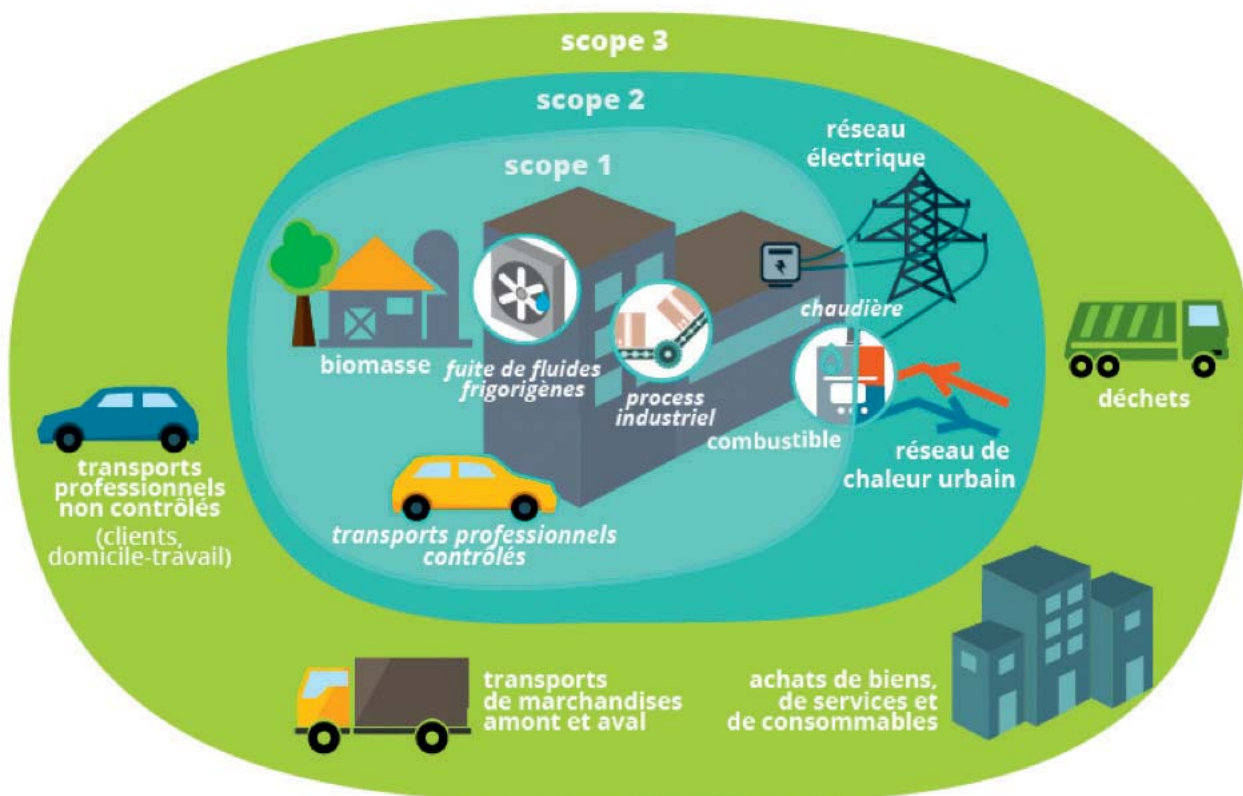 scope 3
scope 2
scope 1
réseau
électrique
chaudière
biomasse
fuite de fluides
frigorigènes
process
industriel
combustible
réseau de
chaleur urbain
déchets
transports
professionnels
non contrôlés
(clients,
domicile-travail)
transports professionnels
contrôlés
transports
de marchandises
amont et aval
achats de biens,
de services et
de consommables